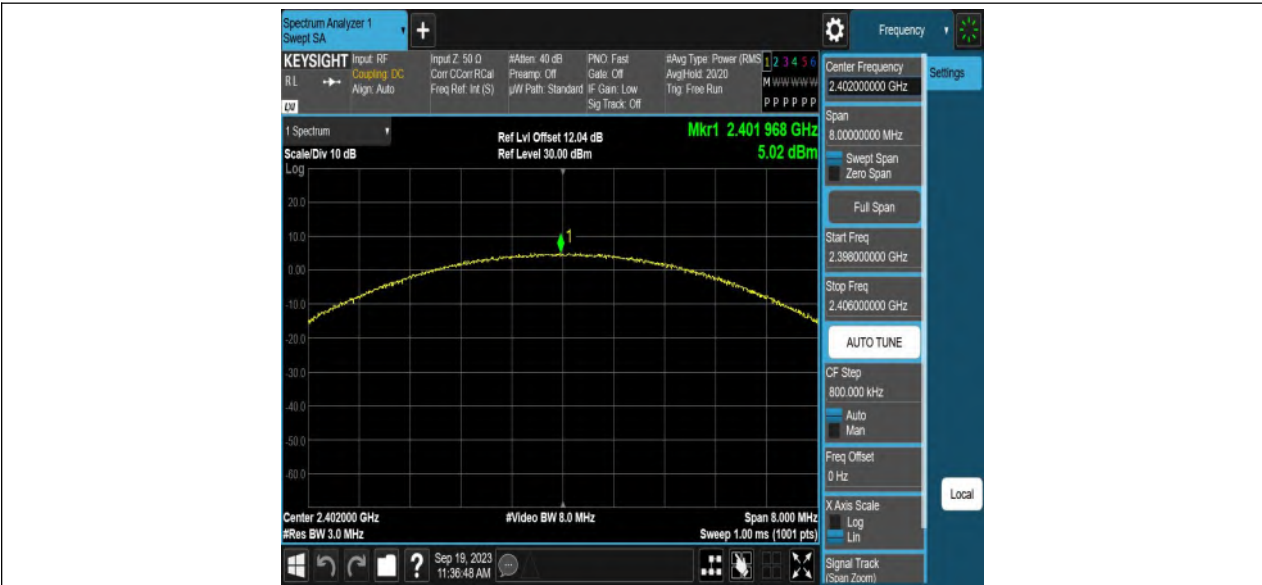 Spectrum Analyzer 1
Swept SA
Frequency
KEYSIGHT
RL
LXI
Input: RF
Coupling: DC
Align: Auto
Input Z: 50 Ω
Corr CCorr RCal
Freq Ref: Int (S)
#Atten: 40 dB
Preamp: Off
µW Path: Standard
PNO: Fast
Gate: Off
IF Gain: Low
Sig Track: Off
#Avg Type: Power (RMS
Avg|Hold: 20/20
Trig: Free Run
1 2 3 4 5 6
M W W W W W
P P P P P P
1 Spectrum
Scale/Div 10 dB
Ref Lvl Offset 12.04 dB
Ref Level 30.00 dBm
Mkr1 2.401 968 GHz
5.02 dBm
Log
20.0
10.0
0.00
-10.0
-20.0
-30.0
-40.0
-50.0
-60.0
1
Center 2.402000 GHz
#Res BW 3.0 MHz
#Video BW 8.0 MHz
Span 8.000 MHz
Sweep 1.00 ms (1001 pts)
Sep 19, 2023
11:36:48 AM
Center Frequency
2.402000000 GHz
Settings
Span
8.00000000 MHz
Swept Span
Zero Span
Full Span
Start Freq
2.398000000 GHz
Stop Freq
2.406000000 GHz
AUTO TUNE
CF Step
800.000 kHz
Auto
Man
Freq Offset
0 Hz
Local
X Axis Scale
Log
Lin
Signal Track
(Span Zoom)